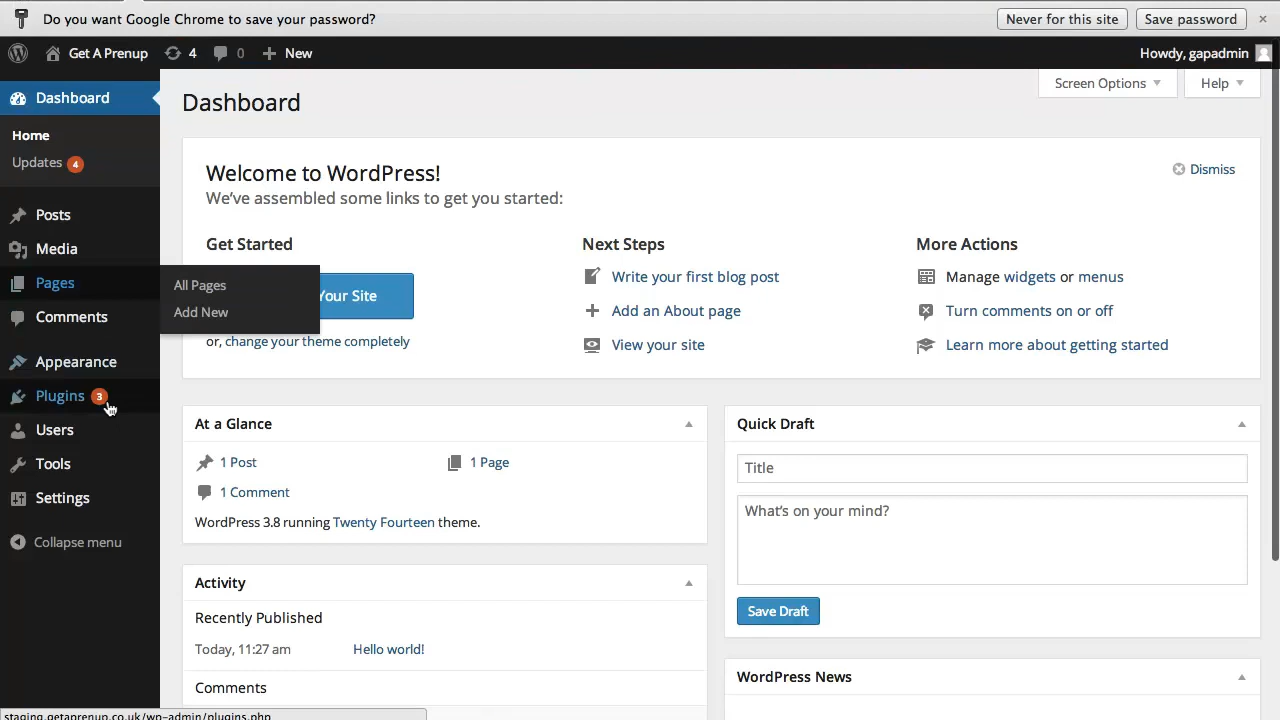 Do you want Google Chrome to save your password?
Never for this site
Save password
Get A Prenup
4
0
New
Howdy, gapadmin
Dashboard
Home
Updates 4
Posts
Media
Pages
All Pages
Add New
Comments
Appearance
Plugins 3
Users
Tools
Settings
Collapse menu
Dashboard
Screen Options
Help
Welcome to WordPress!
We've assembled some links to get you started:
Dismiss
Get Started
Your Site
or, change your theme completely
Next Steps
Write your first blog post
Add an About page
View your site
More Actions
Manage widgets or menus
Turn comments on or off
Learn more about getting started
At a Glance
1 Post
1 Page
1 Comment
WordPress 3.8 running Twenty Fourteen theme.
Activity
Recently Published
Today, 11:27 am
Hello world!
Comments
Quick Draft
Title
What's on your mind?
Save Draft
WordPress News
staging.getaprenup.co.uk/wp-admin/plugins.php